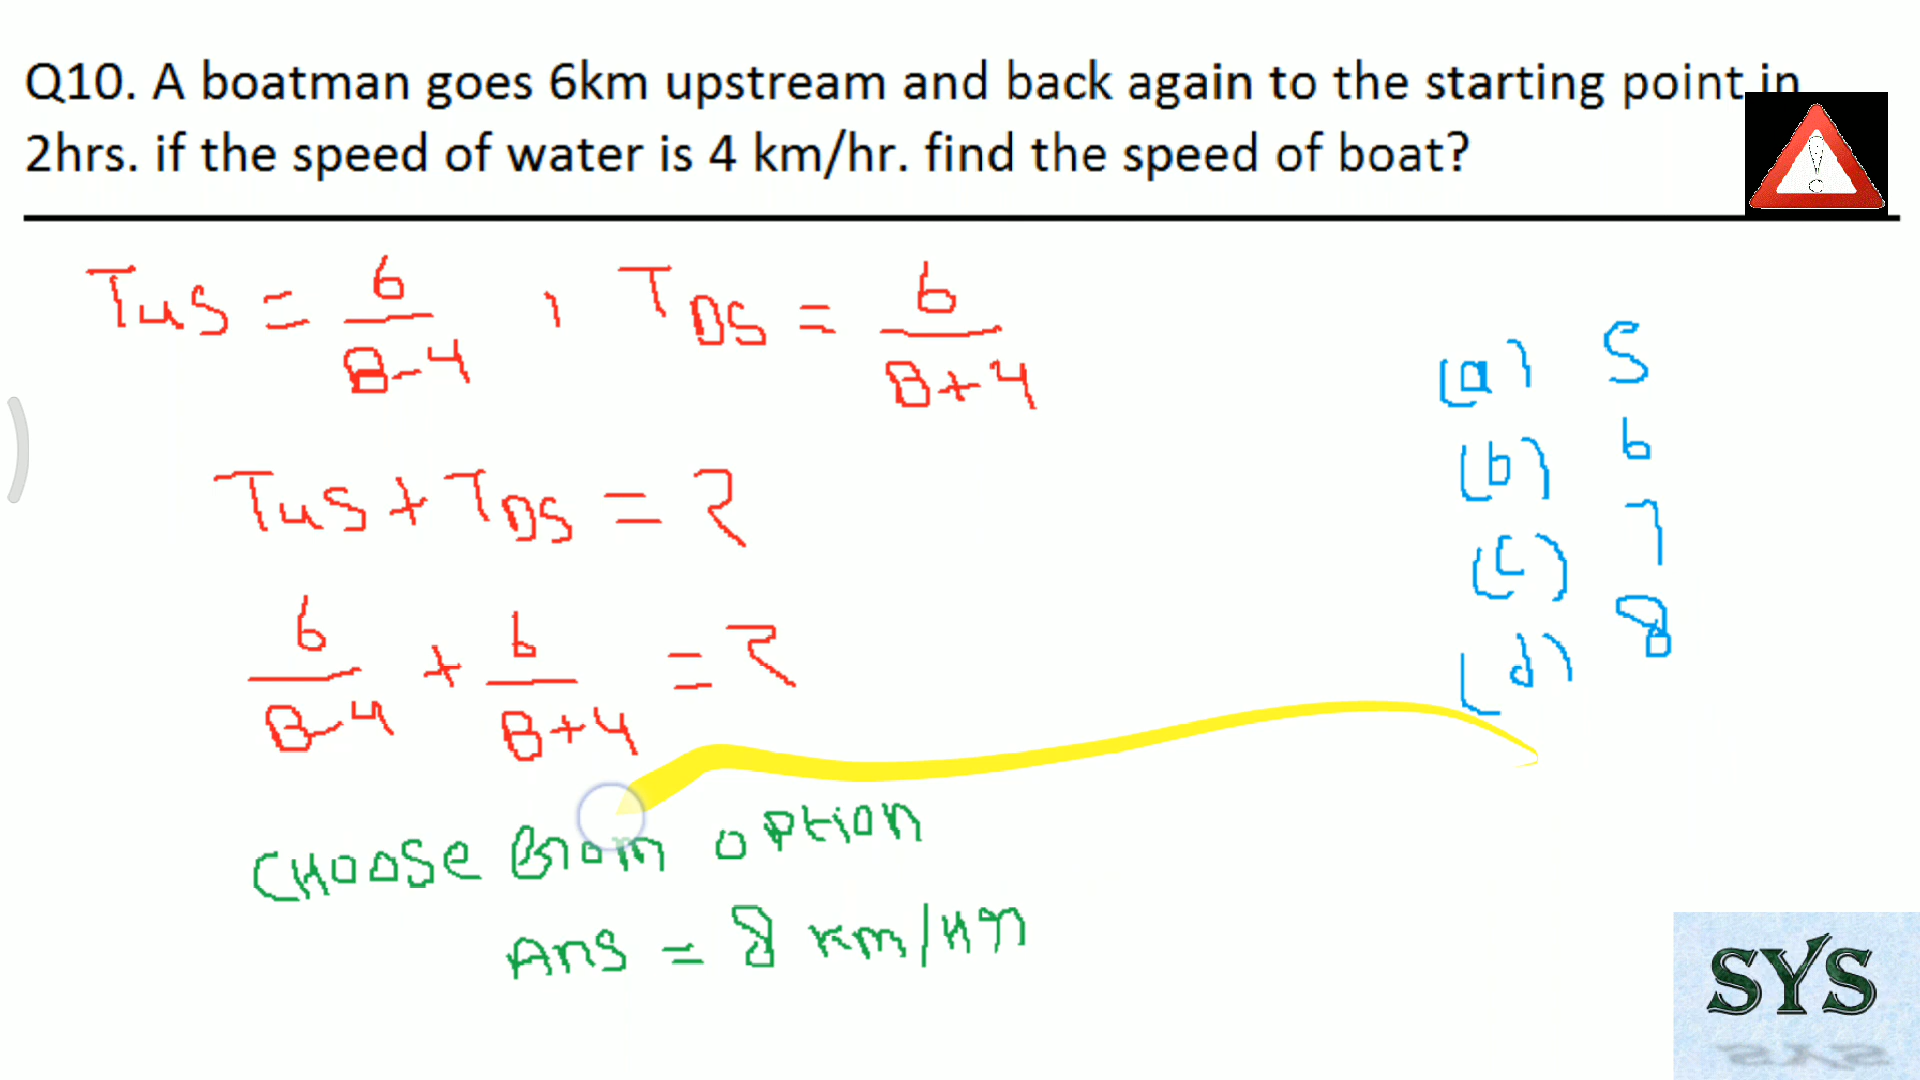 Q10. A boatman goes 6km upstream and back again to the starting point in
2hrs. if the speed of water is 4 km/hr. find the speed of boat?
TUS = 6/(B-4) , TDS = 6/(B+4)
TUS + TDS = 2
6/(B-4) + 6/(B+4) = 2
(a) 5
(b) 6
(c) 7
(d) 8
CHOOSE from option
Ans = 8 km/Hr
SYS